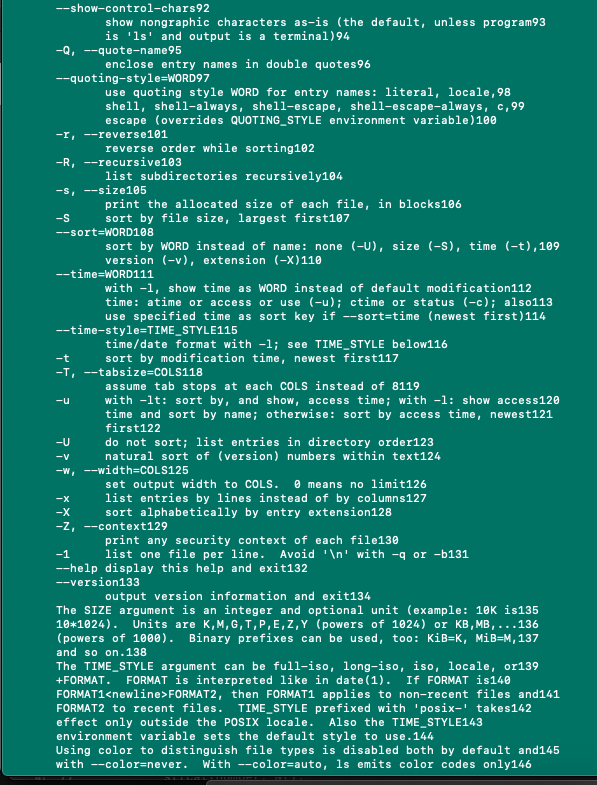 --show-control-chars92
show nongraphic characters as-is (the default, unless program93
is 'ls' and output is a terminal)94
-Q, --quote-name95
enclose entry names in double quotes96
--quoting-style=WORD97
use quoting style WORD for entry names: literal, locale,98
shell, shell-always, shell-escape, shell-escape-always, c,99
escape (overrides QUOTING_STYLE environment variable)100
-r, --reverse101
reverse order while sorting102
-R, --recursive103
list subdirectories recursively104
-s, --size105
print the allocated size of each file, in blocks106
-S sort by file size, largest first107
--sort=WORD108
sort by WORD instead of name: none (-U), size (-S), time (-t),109
version (-v), extension (-X)110
--time=WORD111
with -l, show time as WORD instead of default modification112
time: atime or access or use (-u); ctime or status (-c); also113
use specified time as sort key if --sort=time (newest first)114
--time-style=TIME_STYLE115
time/date format with -l; see TIME_STYLE below116
-t sort by modification time, newest first117
-T, --tabsize=COLS118
assume tab stops at each COLS instead of 8119
-u with -lt: sort by, and show, access time; with -l: show access120
time and sort by name; otherwise: sort by access time, newest121
first122
-U do not sort; list entries in directory order123
-v natural sort of (version) numbers within text124
-w, --width=COLS125
set output width to COLS.  0 means no limit126
-x list entries by lines instead of by columns127
-X sort alphabetically by entry extension128
-Z, --context129
print any security context of each file130
-1 list one file per line.  Avoid '\n' with -q or -b131
--help display this help and exit132
--version133
output version information and exit134
The SIZE argument is an integer and optional unit (example: 10K is135
10*1024).  Units are K,M,G,T,P,E,Z,Y (powers of 1024) or KB,MB,...136
(powers of 1000).  Binary prefixes can be used, too: KiB=K, MiB=M,137
and so on.138
The TIME_STYLE argument can be full-iso, long-iso, iso, locale, or139
+FORMAT.  FORMAT is interpreted like in date(1).  If FORMAT is140
FORMAT1<newline>FORMAT2, then FORMAT1 applies to non-recent files and141
FORMAT2 to recent files.  TIME_STYLE prefixed with 'posix-' takes142
effect only outside the POSIX locale.  Also the TIME_STYLE143
environment variable sets the default style to use.144
Using color to distinguish file types is disabled both by default and145
with --color=never.  With --color=auto, ls emits color codes only146